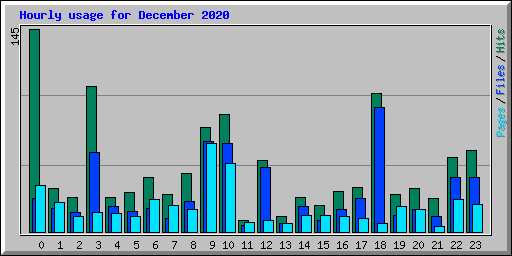 Hourly usage for December 2020
145
Pages/Files/Hits
0 1 2 3 4 5 6 7 8 9 10 11 12 13 14 15 16 17 18 19 20 21 22 23